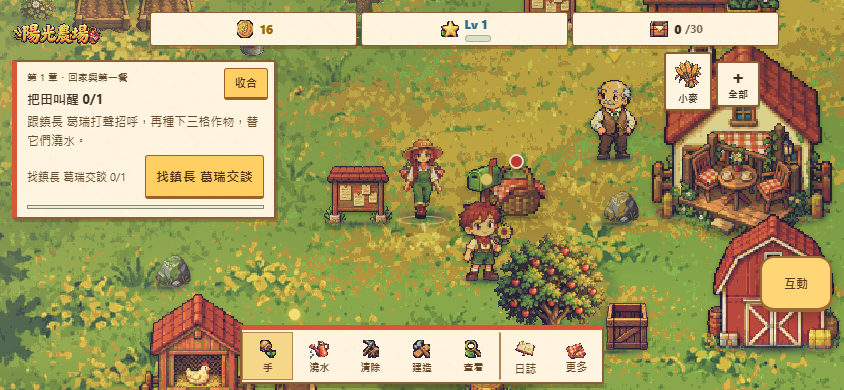 陽光農場
16
Lv 1
0 /30
第 1 章 · 回家與第一餐
收合
把田叫醒 0/1
跟鎮長 葛瑞打聲招呼，再種下三格作物，替
它們澆水。
找鎮長 葛瑞交談 0/1
找鎮長 葛瑞交談
小麥
+
全部
互動
手
澆水
清除
建造
查看
日誌
更多